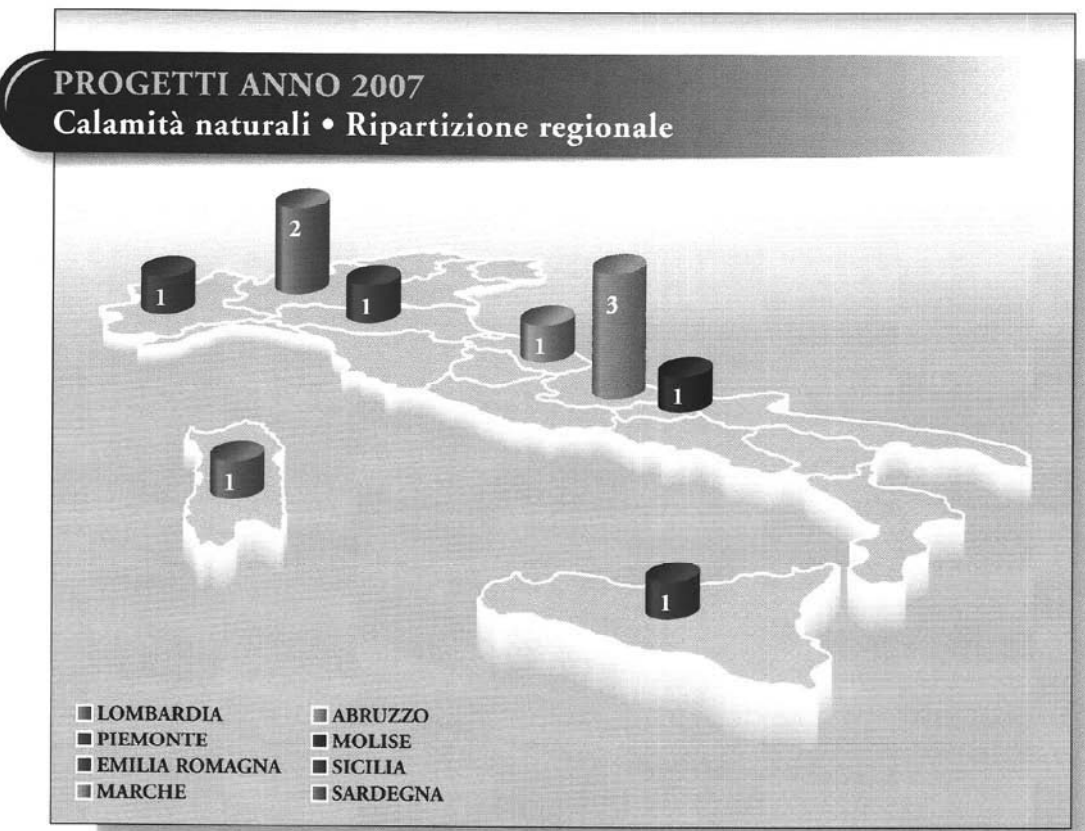 PROGETTI ANNO 2007
Calamità naturali • Ripartizione regionale
2
1
1
3
1
1
1
1
LOMBARDIA
PIEMONTE
EMILIA ROMAGNA
MARCHE
ABRUZZO
MOLISE
SICILIA
SARDEGNA